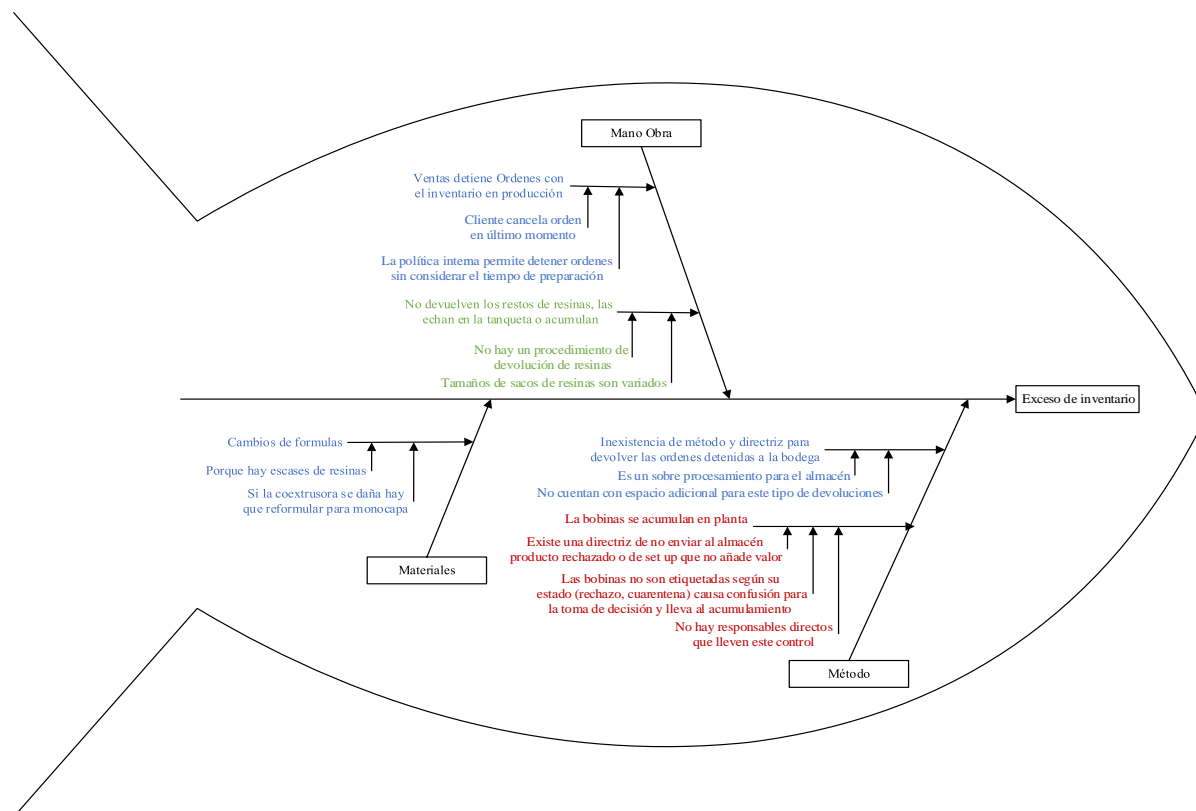 Mano Obra
Ventas detiene Ordenes con
el inventario en producción
Cliente cancela orden
en último momento
La política interna permite detener ordenes
sin considerar el tiempo de preparación
No devuelven los restos de resinas, las
echan en la tanqueta o acumulan
No hay un procedimiento de
devolución de resinas
Tamaños de sacos de resinas son variados
Exceso de inventario
Cambios de formulas
Porque hay escases de resinas
Si la coextrusora se daña hay
que reformular para monocapa
Materiales
Inexistencia de método y directriz para
devolver las ordenes detenidas a la bodega
Es un sobre procesamiento para el almacén
No cuentan con espacio adicional para este tipo de devoluciones
La bobinas se acumulan en planta
Existe una directriz de no enviar al almacén
producto rechazado o de set up que no añade valor
Las bobinas no son etiquetadas según su
estado (rechazo, cuarentena) causa confusión para
la toma de decisión y lleva al acumulamiento
No hay responsables directos
que lleven este control
Método